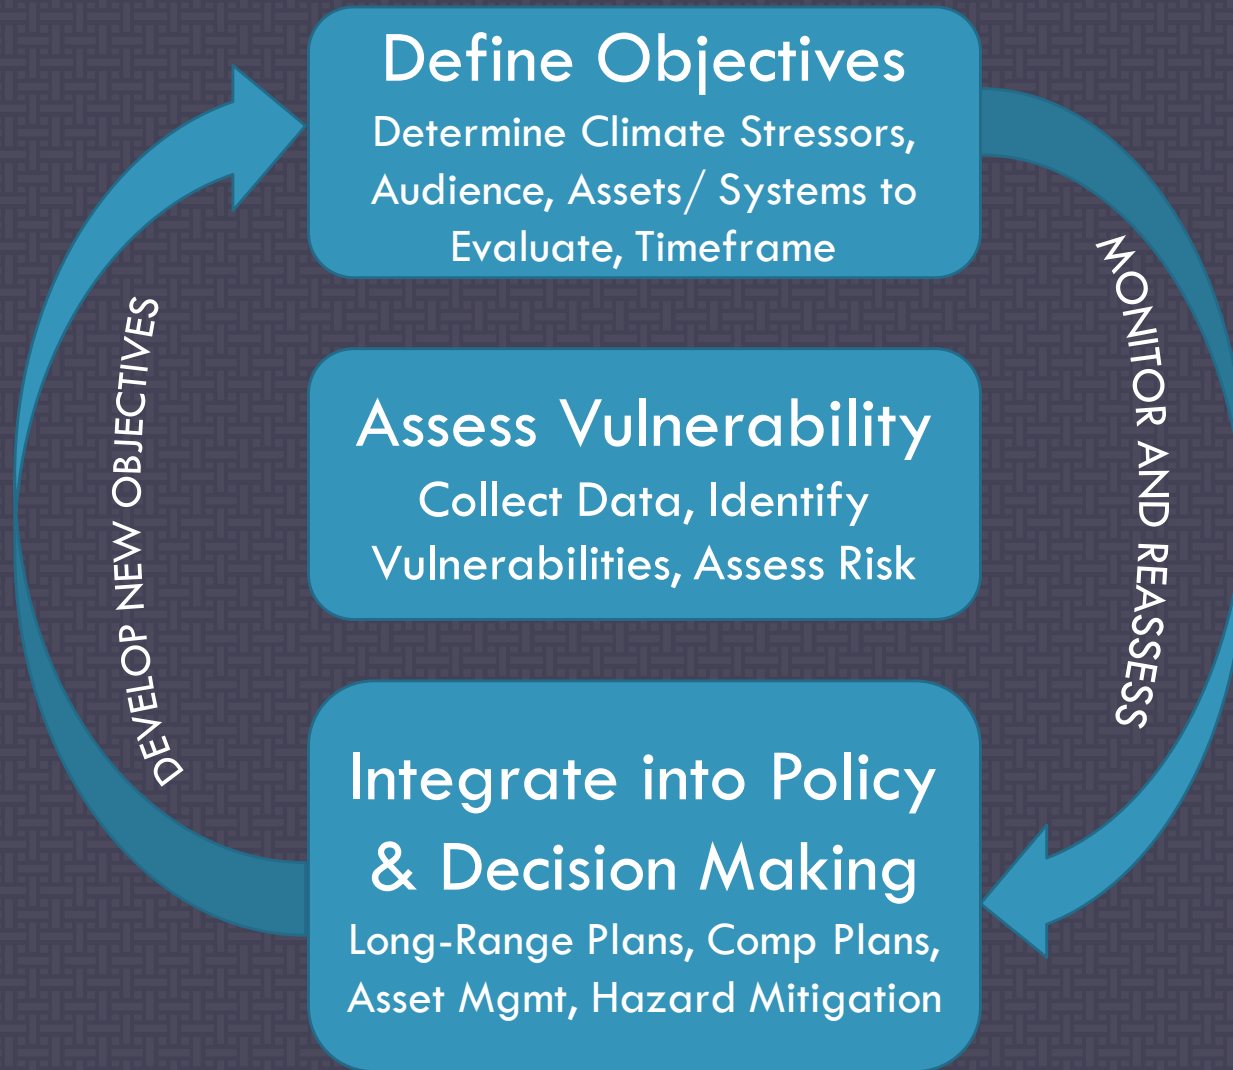 Define Objectives
Determine Climate Stressors,
Audience, Assets/ Systems to
Evaluate, Timeframe
MONITOR AND REASSESS
DEVELOP NEW OBJECTIVES
Assess Vulnerability
Collect Data, Identify
Vulnerabilities, Assess Risk
Integrate into Policy
& Decision Making
Long-Range Plans, Comp Plans,
Asset Mgmt, Hazard Mitigation